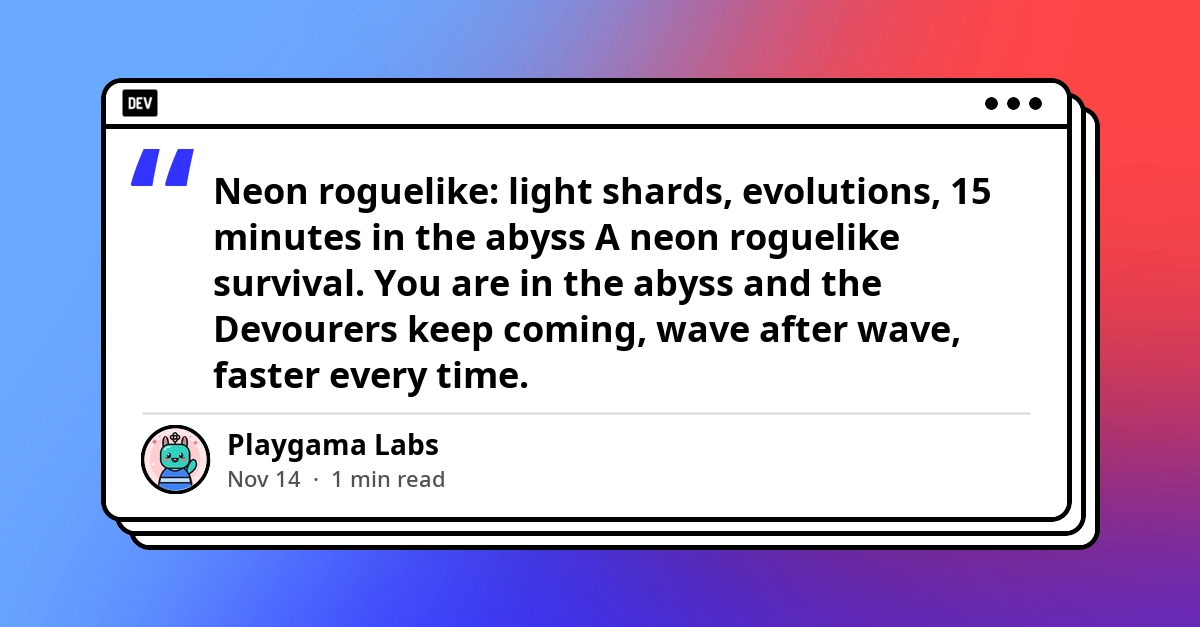 DEV
“
Neon roguelike: light shards, evolutions, 15
minutes in the abyss A neon roguelike
survival. You are in the abyss and the
Devourers keep coming, wave after wave,
faster every time.
Playgama Labs
Nov 14 · 1 min read